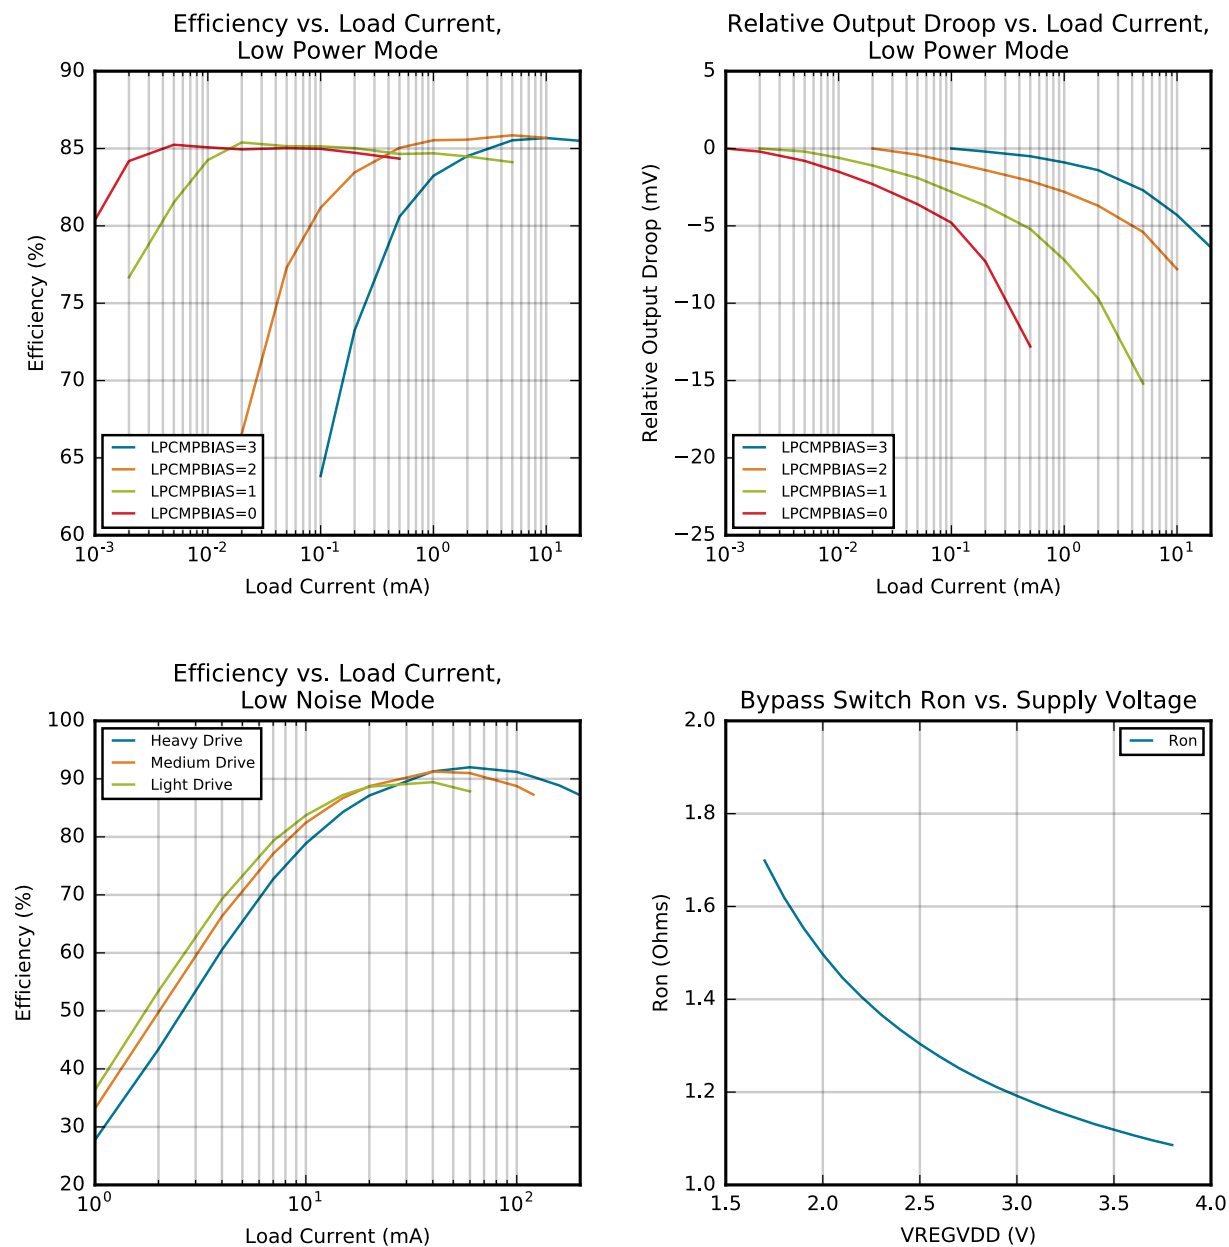 Efficiency vs. Load Current,
Low Power Mode
90
85
80
75
70
65
60
Efficiency (%)
LPCMPBIAS=3
LPCMPBIAS=2
LPCMPBIAS=1
LPCMPBIAS=0
10⁻³ 10⁻² 10⁻¹ 10⁰ 10¹
Load Current (mA)
Relative Output Droop vs. Load Current,
Low Power Mode
5
0
−5
−10
−15
−20
−25
Relative Output Droop (mV)
LPCMPBIAS=3
LPCMPBIAS=2
LPCMPBIAS=1
LPCMPBIAS=0
10⁻³ 10⁻² 10⁻¹ 10⁰ 10¹
Load Current (mA)
Efficiency vs. Load Current,
Low Noise Mode
100
90
80
70
60
50
40
30
20
Efficiency (%)
Heavy Drive
Medium Drive
Light Drive
10⁰ 10¹ 10²
Load Current (mA)
Bypass Switch Ron vs. Supply Voltage
2.0
1.8
1.6
1.4
1.2
1.0
Ron (Ohms)
Ron
1.5 2.0 2.5 3.0 3.5 4.0
VREGVDD (V)